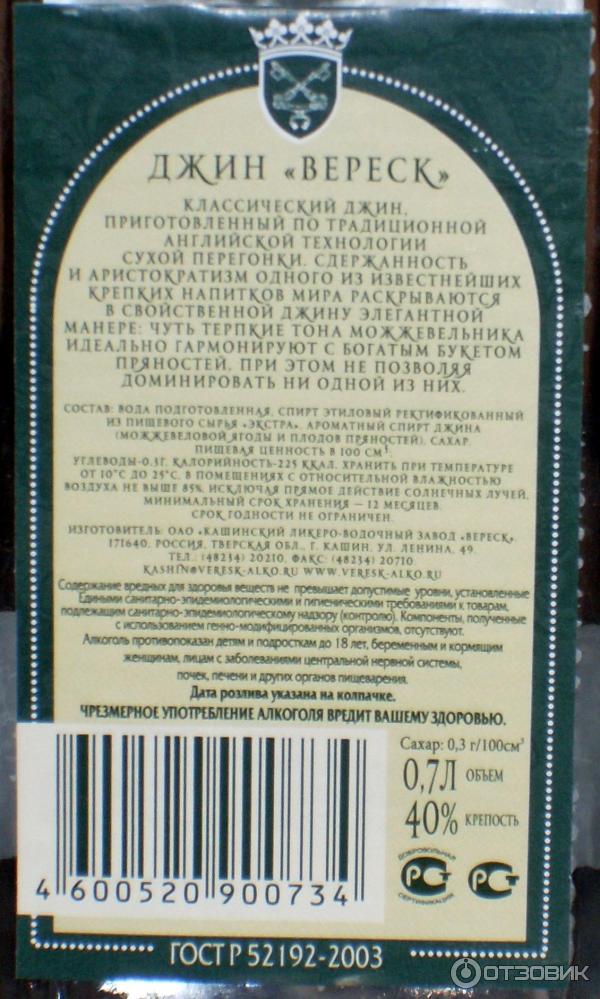 ДЖИН «ВЕРЕСК»
КЛАССИЧЕСКИЙ ДЖИН,
ПРИГОТОВЛЕННЫЙ ПО ТРАДИЦИОННОЙ
АНГЛИЙСКОЙ ТЕХНОЛОГИИ
СУХОЙ ПЕРЕГОНКИ. СДЕРЖАННОСТЬ
И АРИСТОКРАТИЗМ ОДНОГО ИЗ ИЗВЕСТНЕЙШИХ
КРЕПКИХ НАПИТКОВ МИРА РАСКРЫВАЮТСЯ
В СВОЙСТВЕННОЙ ДЖИНУ ЭЛЕГАНТНОЙ
МАНЕРЕ: ЧУТЬ ТЕРПКИЕ ТОНА МОЖЖЕВЕЛЬНИКА
ИДЕАЛЬНО ГАРМОНИРУЮТ С БОГАТЫМ БУКЕТОМ
ПРЯНОСТЕЙ, ПРИ ЭТОМ НЕ ПОЗВОЛЯЯ
ДОМИНИРОВАТЬ НИ ОДНОЙ ИЗ НИХ.
СОСТАВ: ВОДА ПОДГОТОВЛЕННАЯ, СПИРТ ЭТИЛОВЫЙ РЕКТИФИКОВАННЫЙ
ИЗ ПИЩЕВОГО СЫРЬЯ «ЭКСТРА», АРОМАТНЫЙ СПИРТ ДЖИНА
(МОЖЖЕВЕЛОВОЙ ЯГОДЫ И ПЛОДОВ ПРЯНОСТЕЙ), САХАР.
ПИЩЕВАЯ ЦЕННОСТЬ В 100 СМ³:
УГЛЕВОДЫ-0,3Г. КАЛОРИЙНОСТЬ-225 ККАЛ. ХРАНИТЬ ПРИ ТЕМПЕРАТУРЕ
ОТ 10°С ДО 25°С. В ПОМЕЩЕНИЯХ С ОТНОСИТЕЛЬНОЙ ВЛАЖНОСТЬЮ
ВОЗДУХА НЕ ВЫШЕ 85%, ИСКЛЮЧАЯ ПРЯМОЕ ДЕЙСТВИЕ СОЛНЕЧНЫХ ЛУЧЕЙ.
МИНИМАЛЬНЫЙ СРОК ХРАНЕНИЯ – 12 МЕСЯЦЕВ.
СРОК ГОДНОСТИ НЕ ОГРАНИЧЕН.
ИЗГОТОВИТЕЛЬ: ОАО «КАШИНСКИЙ ЛИКЕРО-ВОДОЧНЫЙ ЗАВОД «ВЕРЕСК»,
171640, РОССИЯ, ТВЕРСКАЯ ОБЛ., Г. КАШИН, УЛ. ЛЕНИНА, 49.
ТЕЛ.: (48234) 20210, ФАКС: (48234) 20710
KASHIN@VERESK-ALKO.RU WWW.VERESK-ALKO.RU
Содержание вредных для здоровья веществ не превышает допустимые уровни, установленные
Едиными санитарно-эпидемиологическими и гигиеническими требованиями к товарам,
подлежащим санитарно-эпидемиологическому надзору (контролю). Компоненты, полученные
с использованием генно-модифицированных организмов, отсутствуют.
Алкоголь противопоказан детям и подросткам до 18 лет, беременным и кормящим
женщинам, лицам с заболеваниями центральной нервной системы,
почек, печени и других органов пищеварения.
Дата розлива указана на колпачке.
ЧРЕЗМЕРНОЕ УПОТРЕБЛЕНИЕ АЛКОГОЛЯ ВРЕДИТ ВАШЕМУ ЗДОРОВЬЮ.
Сахар: 0,3 г/100см³
0,7Л ОБЪЕМ
40% КРЕПОСТЬ
ДОБРОВОЛЬНАЯ
СЕРТИФИКАЦИЯ
4 600520 900734
ГОСТ Р 52192-2003
ОТЗОВИК